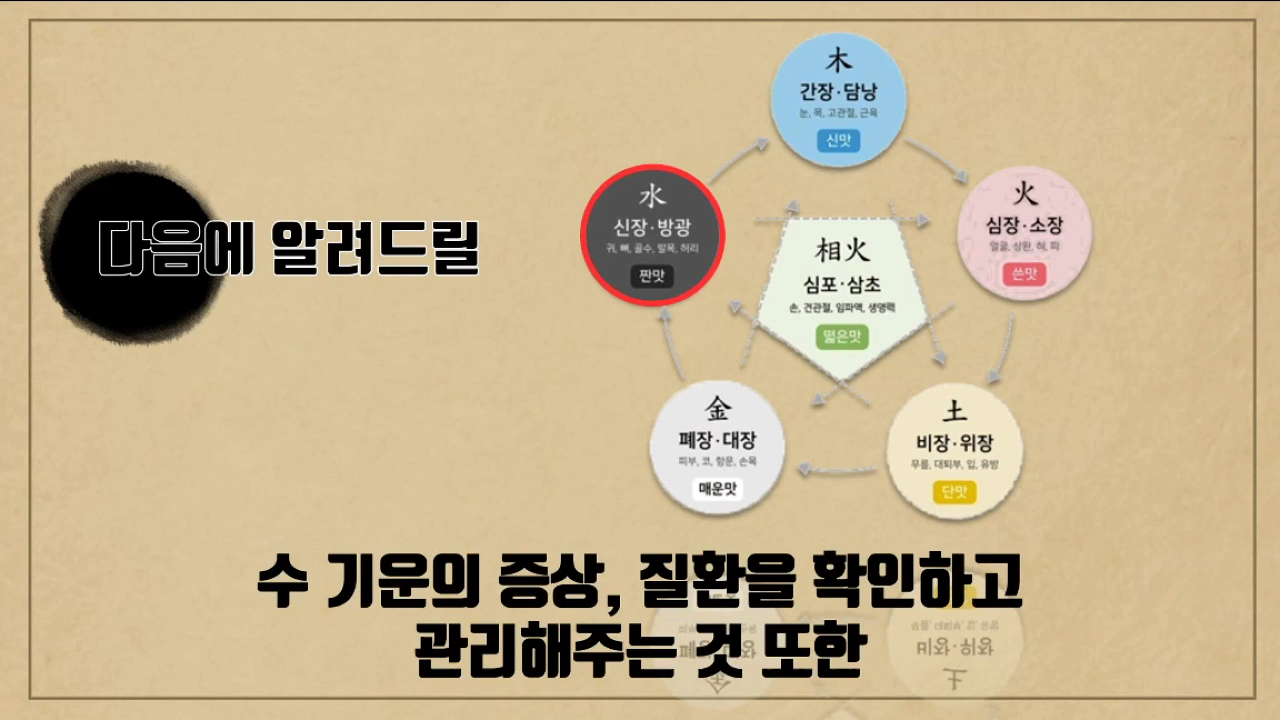 木
간장·담낭
눈, 목, 고관절, 근육
신맛
다음에 알려드릴
水
신장·방광
귀, 뼈, 골수, 발목, 허리
짠맛
火
심장·소장
얼굴, 상완, 혀, 피
쓴맛
相火
심포·삼초
손, 견관절, 임파액, 생명력
떫은맛
金
폐장·대장
피부, 코, 항문, 손목
매운맛
土
비장·위장
무릎, 대퇴부, 입, 유방
단맛
수 기운의 증상, 질환을 확인하고
관리해주는 것 또한